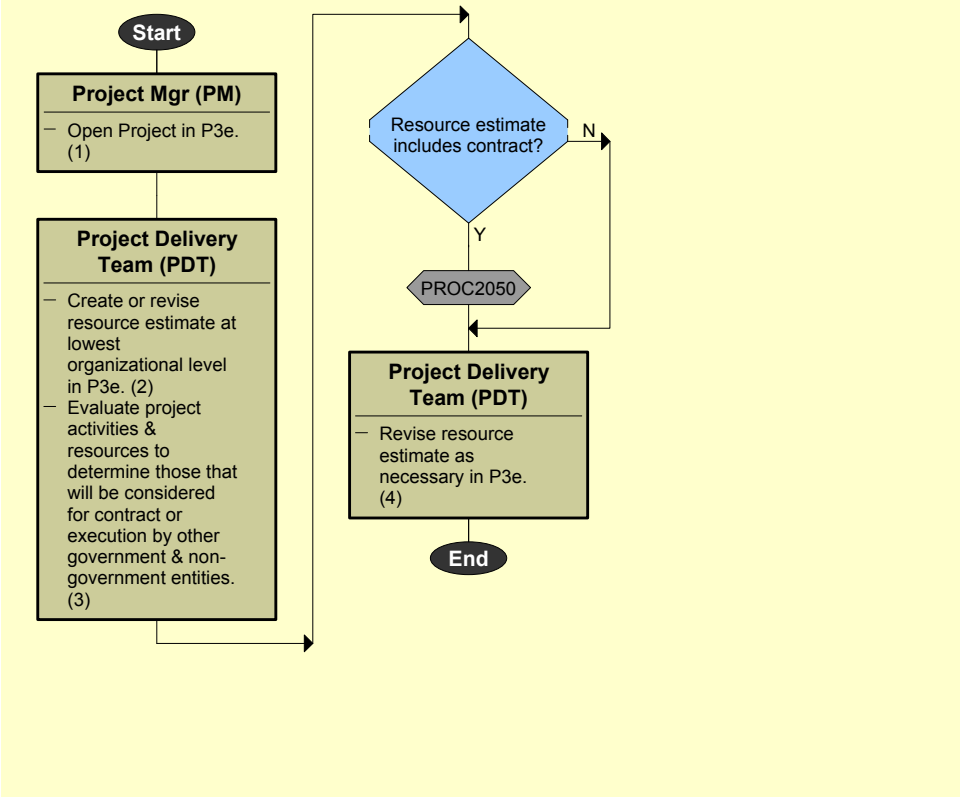 Start
Project Mgr (PM)
– Open Project in P3e.
(1)
Project Delivery
Team (PDT)
– Create or revise
resource estimate at
lowest
organizational level
in P3e. (2)
– Evaluate project
activities &
resources to
determine those that
will be considered
for contract or
execution by other
government & non-
government entities.
(3)
Resource estimate
includes contract?
N
Y
PROC2050
Project Delivery
Team (PDT)
– Revise resource
estimate as
necessary in P3e.
(4)
End